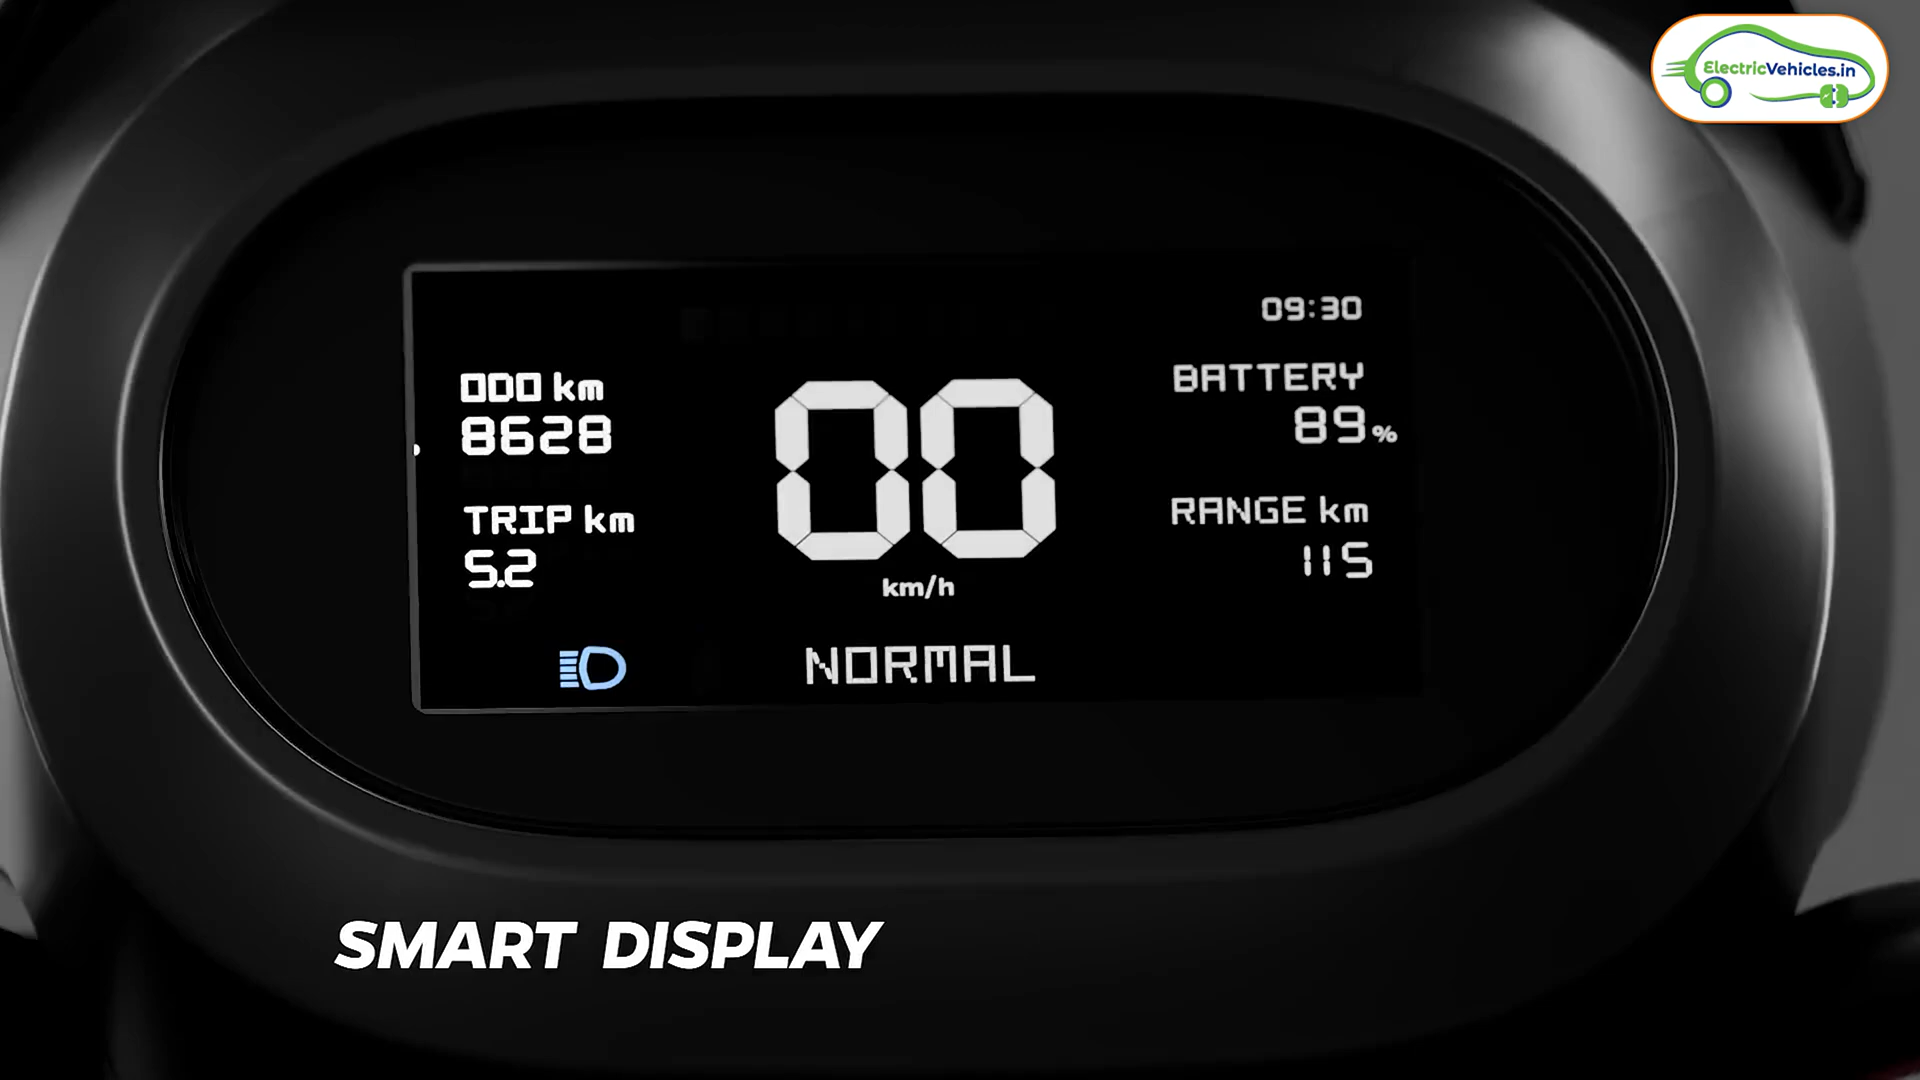 ElectricVehicles.in
09:30
ODO km
8628
TRIP km
5.2
00
km/h
NORMAL
BATTERY
89%
RANGE km
115
SMART DISPLAY